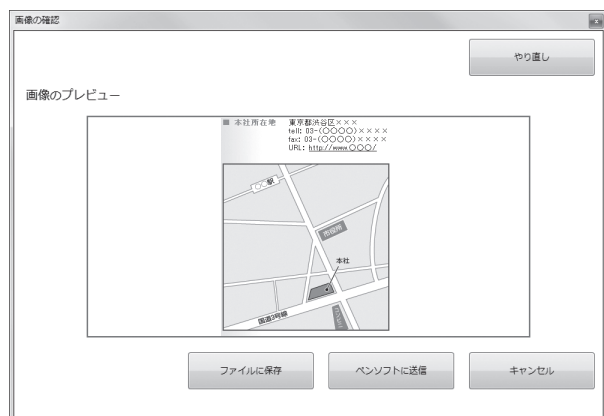 画像の確認
x
やり直し
画像のプレビュー
■ 本社所在地 東京都渋谷区×××
tell: 03-(〇〇〇〇)××××
fax: 03-(〇〇〇〇)××××
URL: http://www.〇〇〇/
〇〇駅
市役所
本社
国道3号線
ファイルに保存
ペンソフトに送信
キャンセル